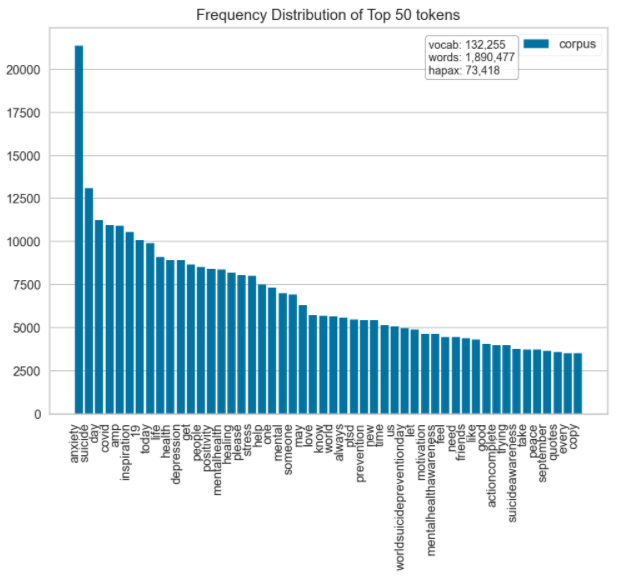 Frequency Distribution of Top 50 tokens
vocab: 132,255
words: 1,890,477
hapax: 73,418
corpus
20000
17500
15000
12500
10000
7500
5000
2500
0
anxiety
suicide
day
covid
amp
inspiration
19
today
life
health
depression
get
people
positivity
mentalhealth
healing
please
stress
help
one
mental
someone
may
love
know
world
always
ptsd
prevention
new
time
us
worldsuicidepreventionday
let
motivation
mentalhealthawareness
feel
need
friends
like
good
actioncomplete
trying
suicideawareness
take
peace
september
quotes
every
copy